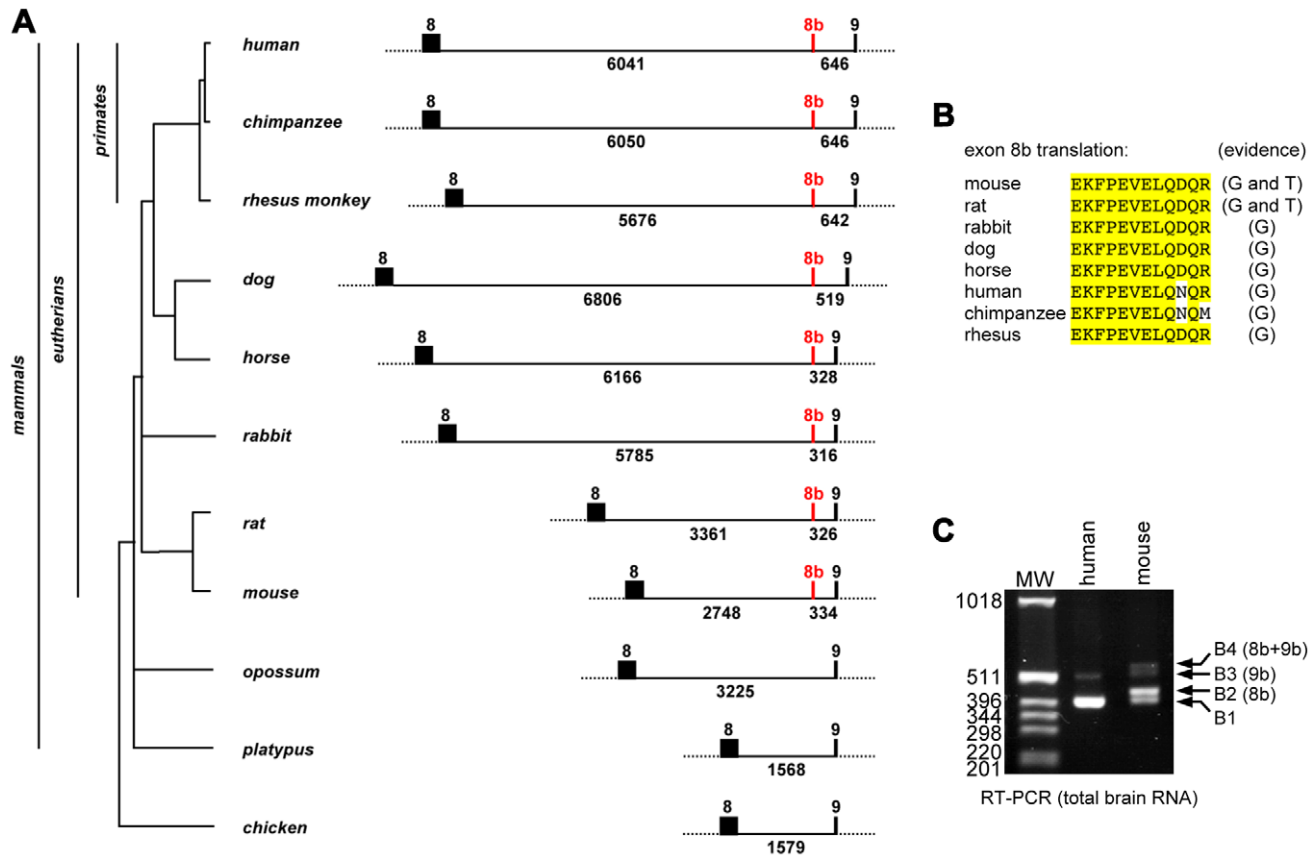 A
mammals
eutherians
primates
human
8
8b
9
6041
646
chimpanzee
8
8b
9
6050
646
rhesus monkey
8
8b
9
5676
642
dog
8
8b
9
6806
519
horse
8
8b
9
6166
328
rabbit
8
8b
9
5785
316
rat
8
8b
9
3361
326
mouse
8
8b
9
2748
334
opossum
8
9
3225
platypus
8
9
1568
chicken
8
9
1579
B
exon 8b translation: (evidence)
mouse EKFPEVELQDQR (G and T)
rat EKFPEVELQDQR (G and T)
rabbit EKFPEVELQDQR (G)
dog EKFPEVELQDQR (G)
horse EKFPEVELQDQR (G)
human EKFPEVELQNQR (G)
chimpanzee EKFPEVELQNQM (G)
rhesus EKFPEVELQDQR (G)
C
MW human mouse
1018
511
396
344
298
220
201
B4 (8b+9b)
B3 (9b)
B2 (8b)
B1
RT-PCR (total brain RNA)